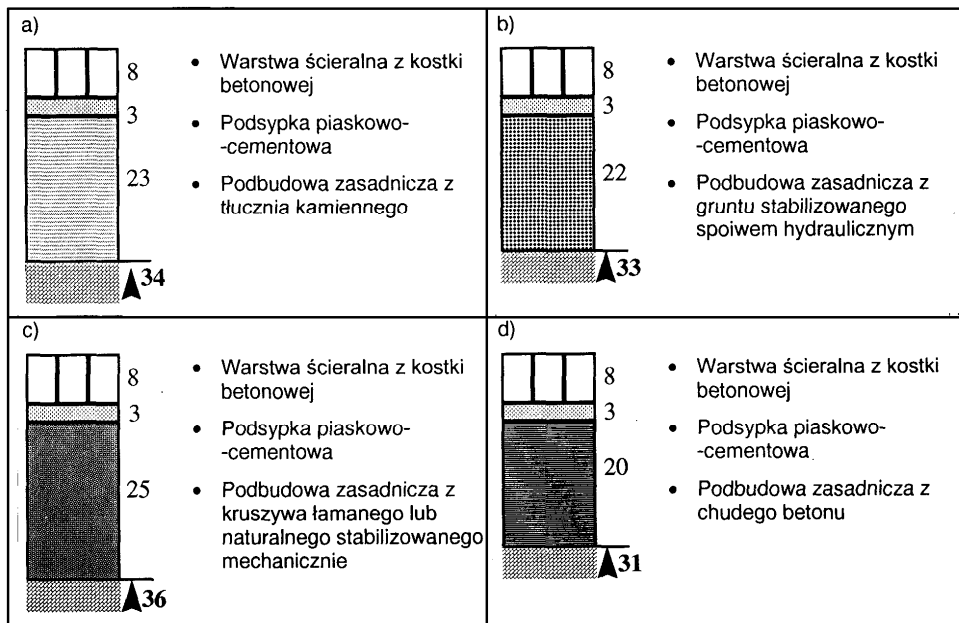 a)
8
3
23
34
• Warstwa ścieralna z kostki
betonowej
• Podsypka piaskowo-
-cementowa
• Podbudowa zasadnicza z
tłucznia kamiennego
b)
8
3
22
33
• Warstwa ścieralna z kostki
betonowej
• Podsypka piaskowo-
-cementowa
• Podbudowa zasadnicza z
gruntu stabilizowanego
spoiwem hydraulicznym
c)
8
3
25
36
• Warstwa ścieralna z kostki
betonowej
• Podsypka piaskowo-
-cementowa
• Podbudowa zasadnicza z
kruszywa łamanego lub
naturalnego stabilizowanego
mechanicznie
d)
8
3
20
31
• Warstwa ścieralna z kostki
betonowej
• Podsypka piaskowo-
-cementowa
• Podbudowa zasadnicza z
chudego betonu